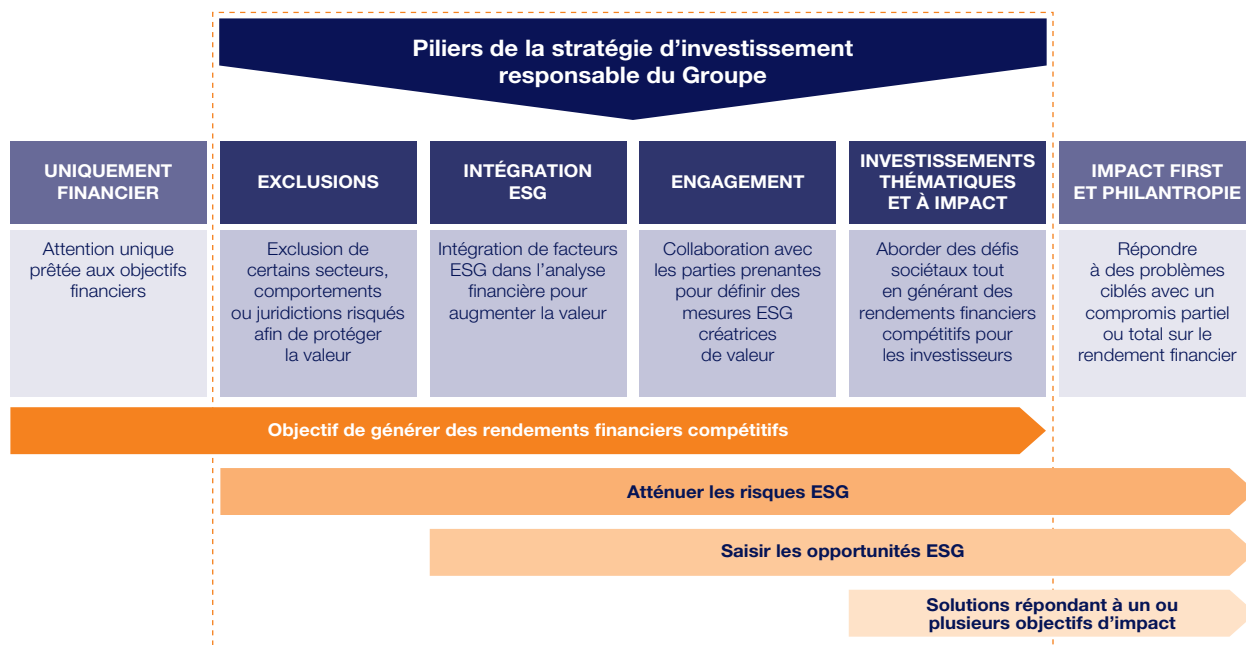 Piliers de la stratégie d’investissement
responsable du Groupe
UNIQUEMENT
FINANCIER
Attention unique
prêtée aux objectifs
financiers
EXCLUSIONS
Exclusion de
certains secteurs,
comportements
ou juridictions risqués
afin de protéger
la valeur
INTÉGRATION
ESG
Intégration de facteurs
ESG dans l’analyse
financière pour
augmenter la valeur
ENGAGEMENT
Collaboration avec
les parties prenantes
pour définir des
mesures ESG
créatrices
de valeur
INVESTISSEMENTS
THÉMATIQUES
ET À IMPACT
Aborder des défis
sociétaux tout
en générant des
rendements financiers
compétitifs pour
les investisseurs
IMPACT FIRST
ET PHILANTROPIE
Répondre
à des problèmes
ciblés avec un
compromis partiel
ou total sur le
rendement financier
Objectif de générer des rendements financiers compétitifs
Atténuer les risques ESG
Saisir les opportunités ESG
Solutions répondant à un ou
plusieurs objectifs d’impact